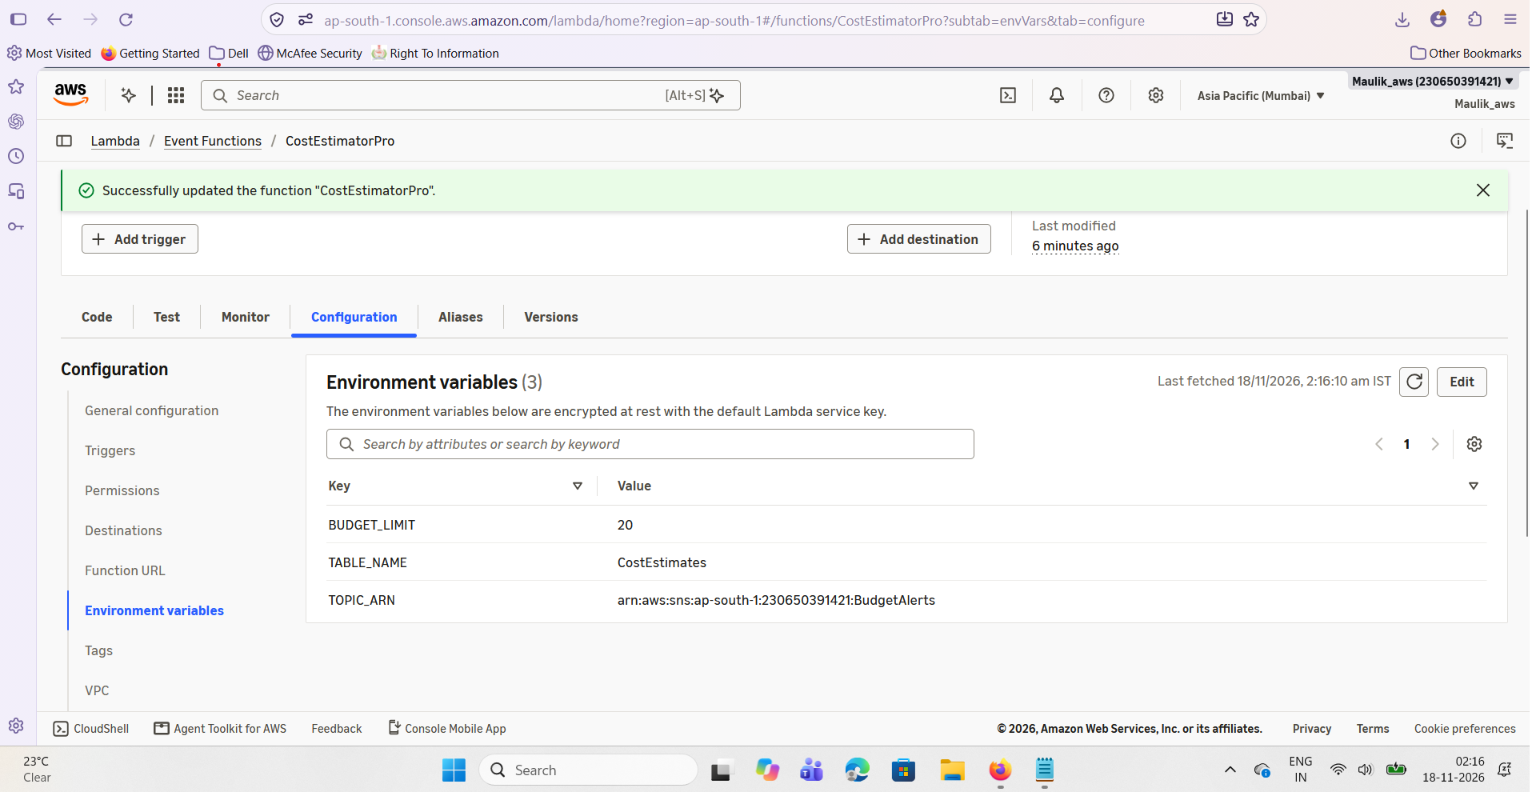 ap-south-1.console.aws.amazon.com/lambda/home?region=ap-south-1#/functions/CostEstimatorPro?subtab=envVars&tab=configure
Most Visited Getting Started Dell McAfee Security Right To Information Other Bookmarks
aws Search [Alt+S] Asia Pacific (Mumbai) Maulik_aws (230650391421)
Maulik_aws
Lambda / Event Functions / CostEstimatorPro
Successfully updated the function "CostEstimatorPro".
Add trigger Add destination
Last modified
6 minutes ago
Code Test Monitor Configuration Aliases Versions
Configuration
General configuration
Triggers
Permissions
Destinations
Function URL
Environment variables
Tags
VPC
Environment variables (3) Last fetched 18/11/2026, 2:16:10 am IST Edit
The environment variables below are encrypted at rest with the default Lambda service key.
Search by attributes or search by keyword 1
Key Value
BUDGET_LIMIT 20
TABLE_NAME CostEstimates
TOPIC_ARN arn:aws:sns:ap-south-1:230650391421:BudgetAlerts
CloudShell Agent Toolkit for AWS Feedback Console Mobile App © 2026, Amazon Web Services, Inc. or its affiliates. Privacy Terms Cookie preferences
23°C
Clear
Search
ENG
IN
02:16
18-11-2026